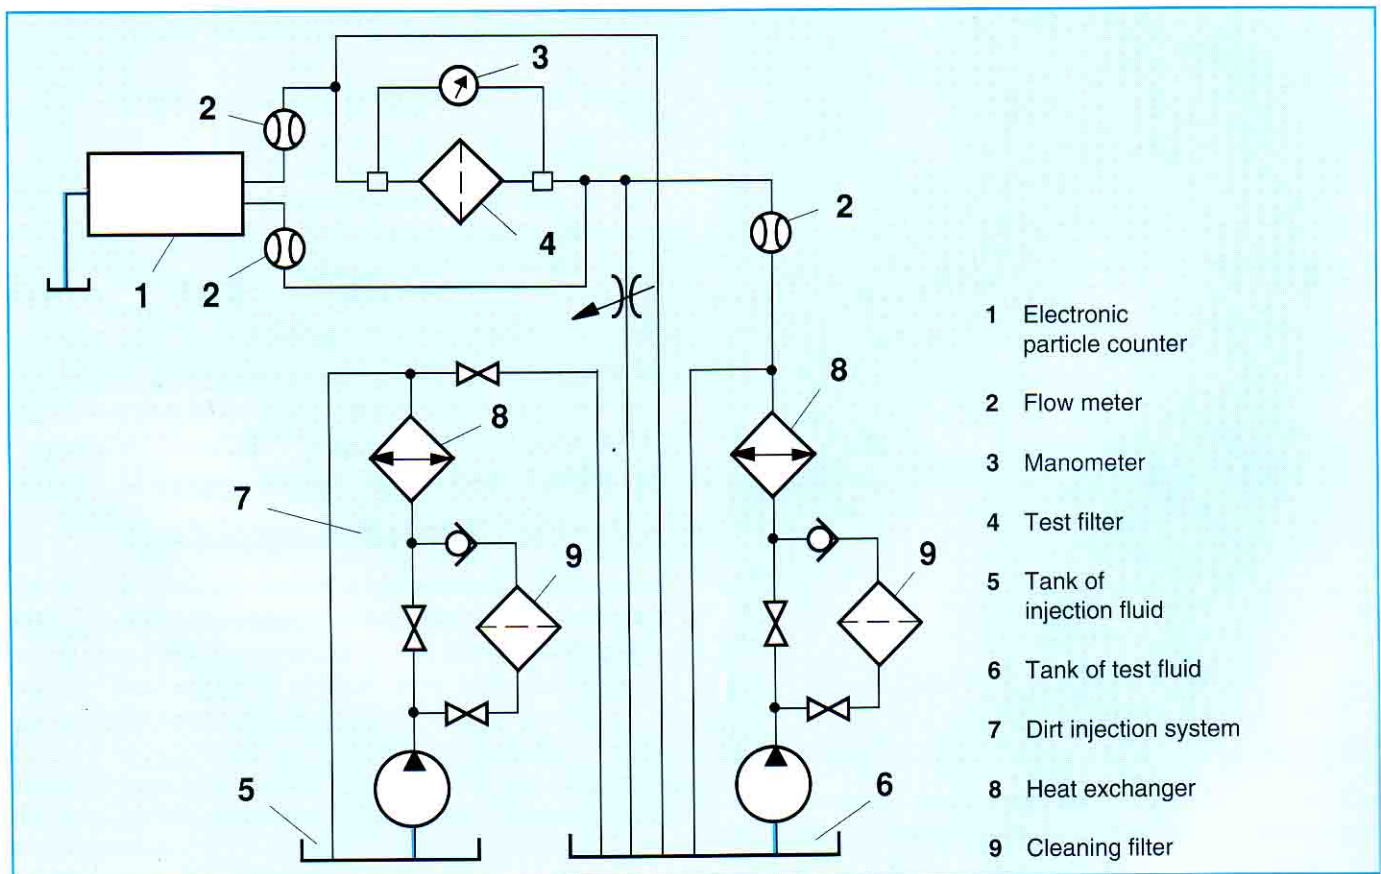 3
2
2
4
2
1
2
8
8
7
9
9
5
6
1 Electronic
particle counter
2 Flow meter
3 Manometer
4 Test filter
5 Tank of
injection fluid
6 Tank of test fluid
7 Dirt injection system
8 Heat exchanger
9 Cleaning filter